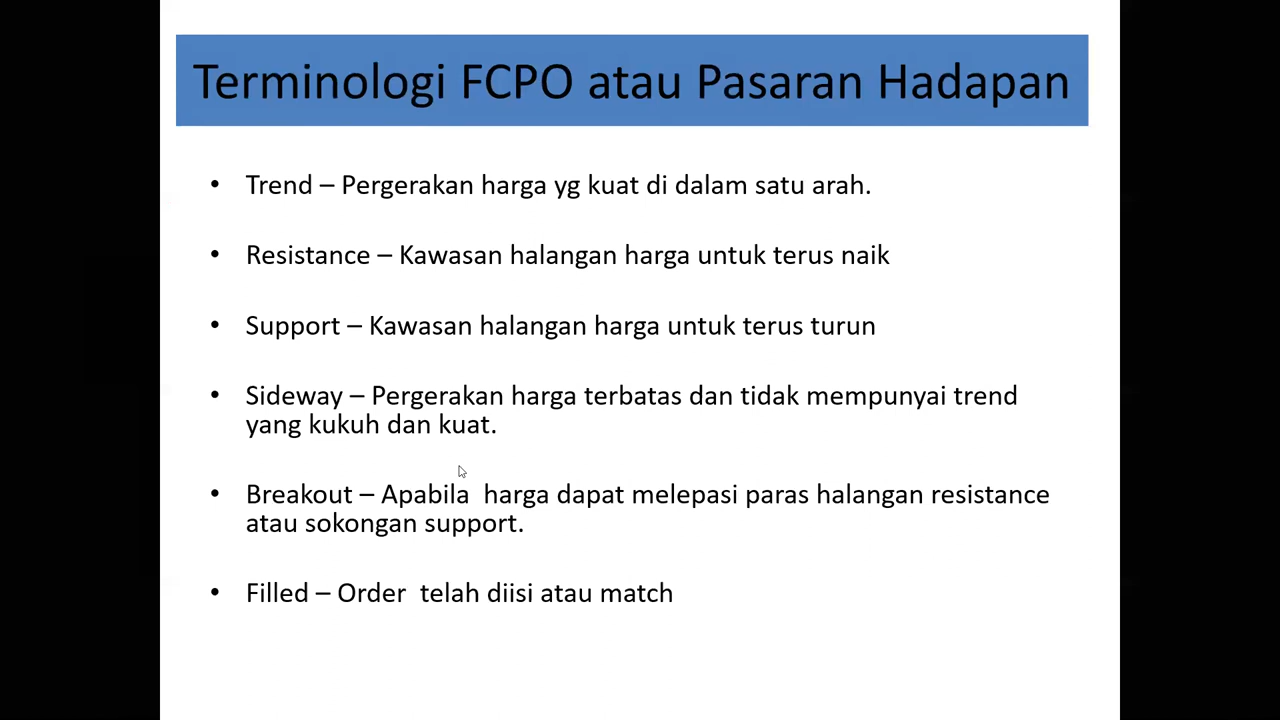 Terminologi FCPO atau Pasaran Hadapan
• Trend – Pergerakan harga yg kuat di dalam satu arah.
• Resistance – Kawasan halangan harga untuk terus naik
• Support – Kawasan halangan harga untuk terus turun
• Sideway – Pergerakan harga terbatas dan tidak mempunyai trend
yang kukuh dan kuat.
• Breakout – Apabila  harga dapat melepasi paras halangan resistance
atau sokongan support.
• Filled – Order  telah diisi atau match